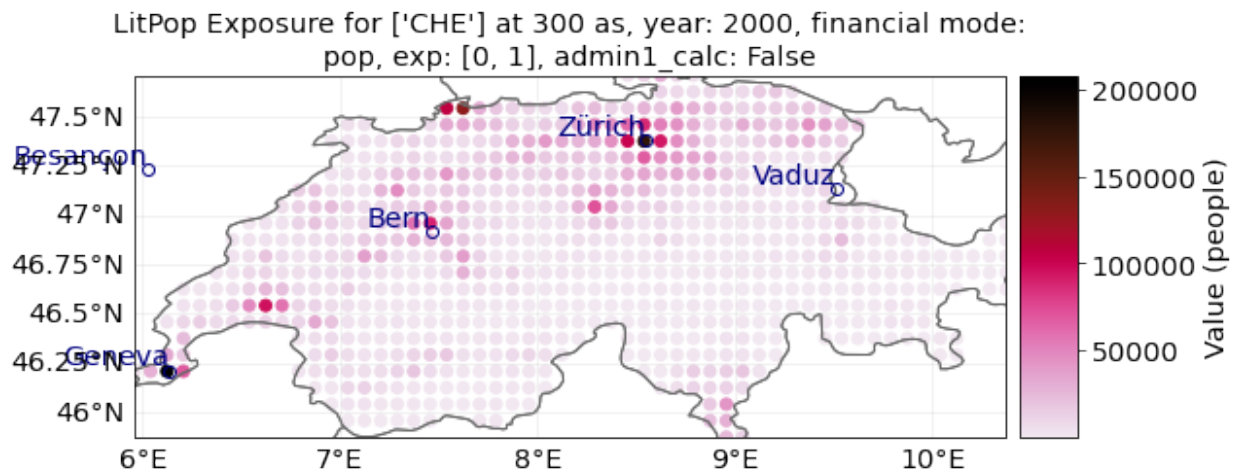 LitPop Exposure for ['CHE'] at 300 as, year: 2000, financial mode:
pop, exp: [0, 1], admin1_calc: False
47.5°N
47.25°N
47°N
46.75°N
46.5°N
46.25°N
46°N
6°E
7°E
8°E
9°E
10°E
Zürich
Besançon
Vaduz
Bern
Geneva
200000
150000
100000
50000
Value (people)